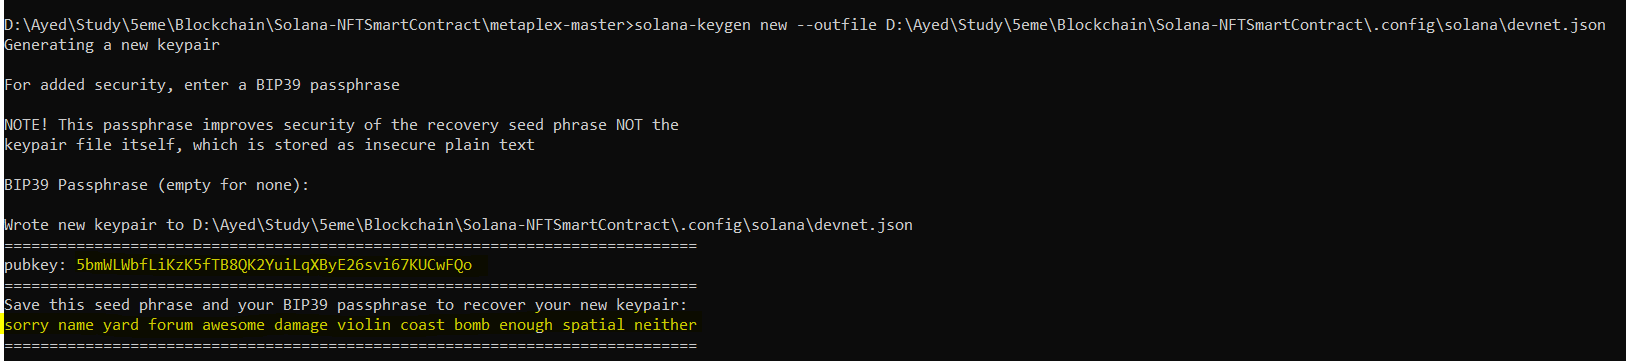 D:\Ayed\Study\5eme\Blockchain\Solana-NFTSmartContract\metaplex-master>solana-keygen new --outfile D:\Ayed\Study\5eme\Blockchain\Solana-NFTSmartContract\.config\solana\devnet.json
Generating a new keypair
For added security, enter a BIP39 passphrase
NOTE! This passphrase improves security of the recovery seed phrase NOT the
keypair file itself, which is stored as insecure plain text
BIP39 Passphrase (empty for none):
Wrote new keypair to D:\Ayed\Study\5eme\Blockchain\Solana-NFTSmartContract\.config\solana\devnet.json
=============================================================================
pubkey: 5bmWLWbfLiKzK5fTB8QK2YuiLqXByE26svi67KUCwFQo
=============================================================================
Save this seed phrase and your BIP39 passphrase to recover your new keypair:
sorry name yard forum awesome damage violin coast bomb enough spatial neither
=============================================================================